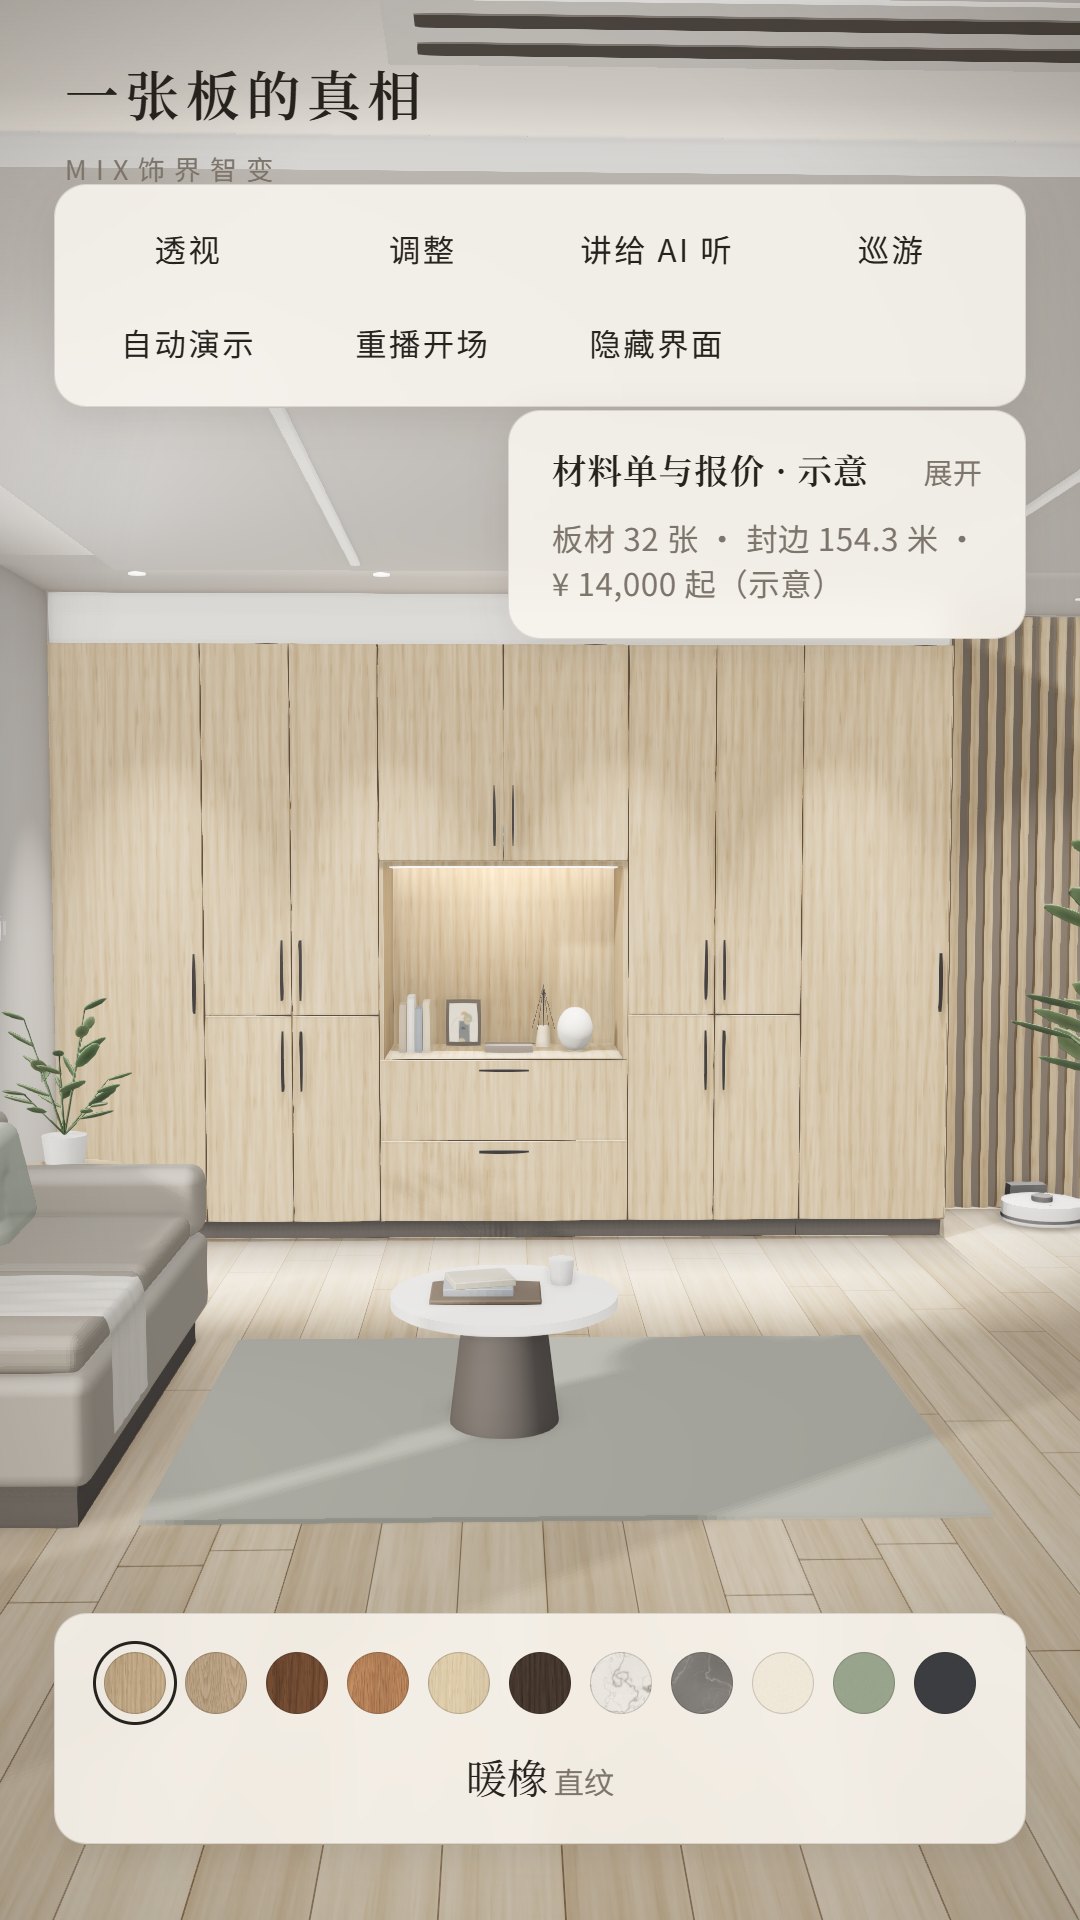 一张板的真相
MIX饰界智变
透视 调整 讲给 AI 听 巡游
自动演示 重播开场 隐藏界面
材料单与报价 · 示意 展开
板材 32 张 · 封边 154.3 米 ·
¥ 14,000 起（示意）
暖橡 直纹